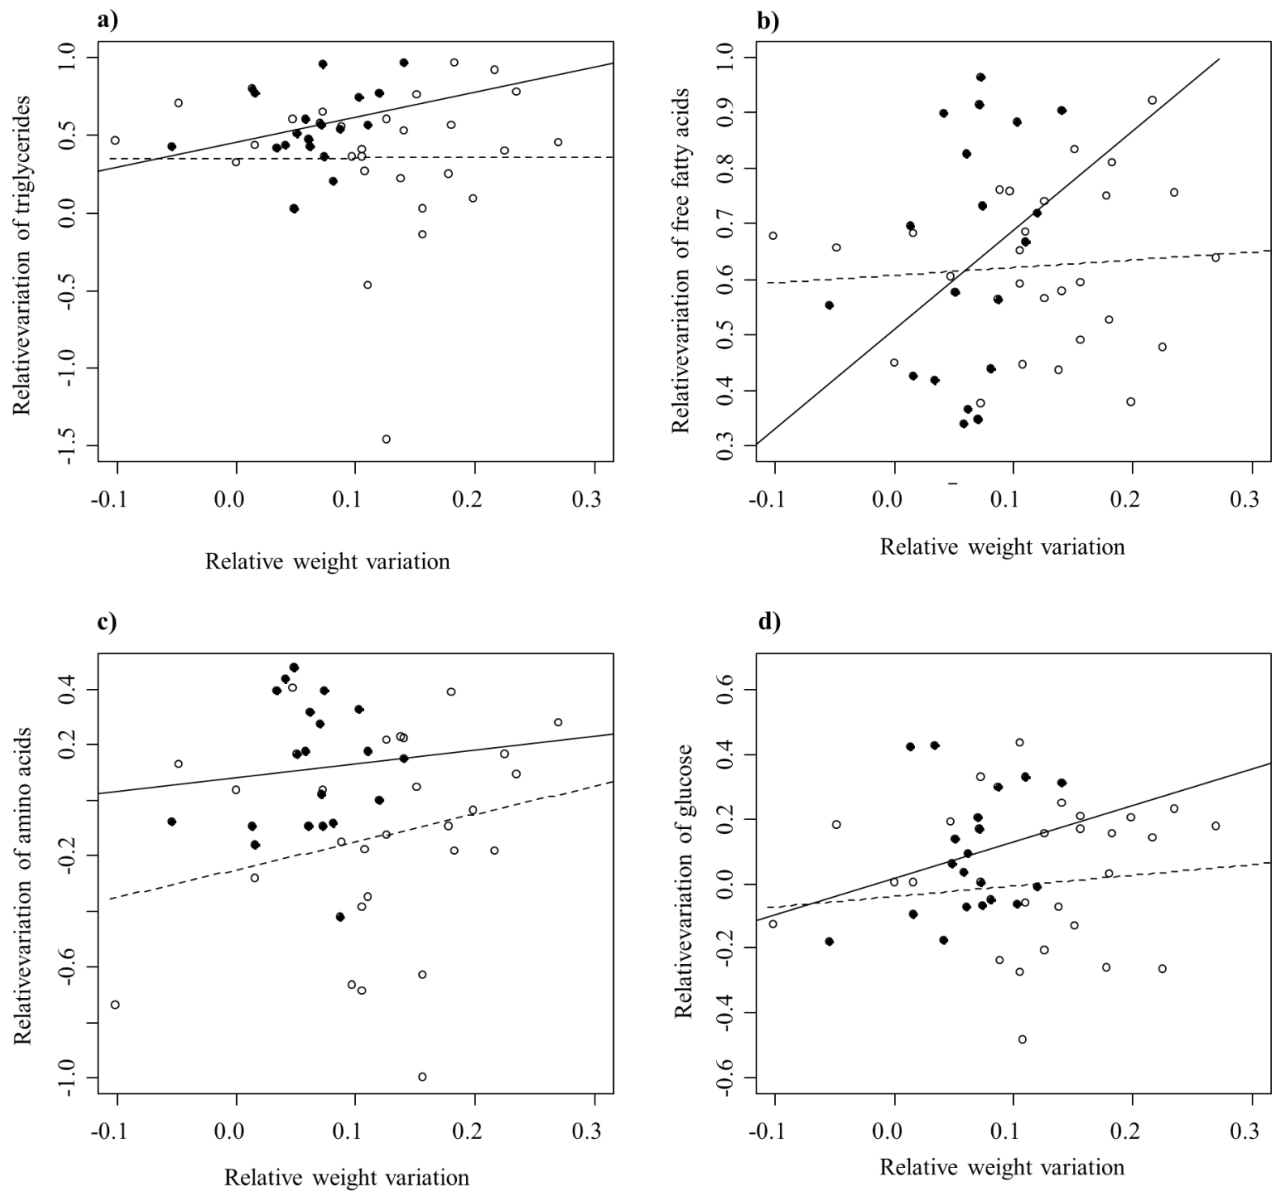 a)
1.0
0.5
0.0
-0.5
-1.0
-1.5
Relativevariation of triglycerides
-0.1 0.0 0.1 0.2 0.3
Relative weight variation
b)
1.0
0.9
0.8
0.7
0.6
0.5
0.4
0.3
Relativevariation of free fatty acids
-0.1 0.0 0.1 0.2 0.3
Relative weight variation
c)
0.4
0.2
-0.2
-0.6
-1.0
Relativevariation of amino acids
-0.1 0.0 0.1 0.2 0.3
Relative weight variation
d)
0.6
0.4
0.2
0.0
-0.2
-0.4
-0.6
Relativevariation of glucose
-0.1 0.0 0.1 0.2 0.3
Relative weight variation